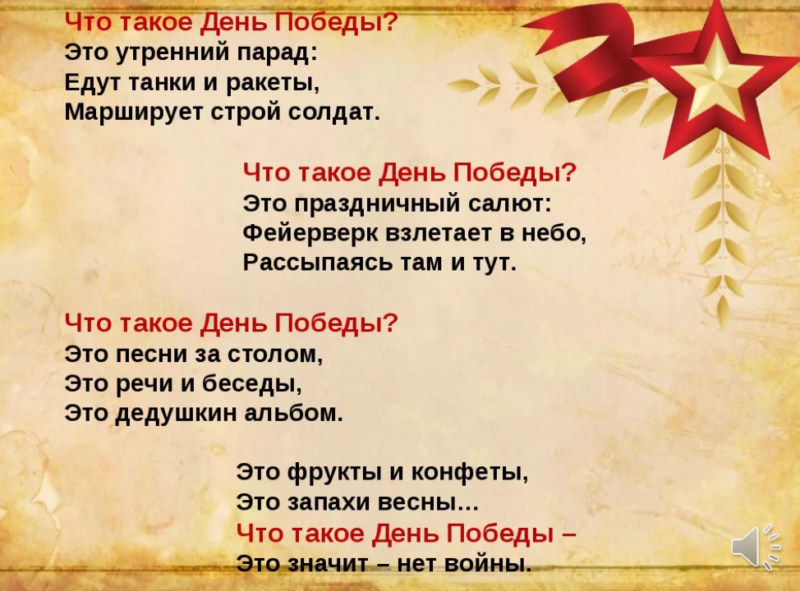 Что такое День Победы?
Это утренний парад:
Едут танки и ракеты,
Марширует строй солдат.
Что такое День Победы?
Это праздничный салют:
Фейерверк взлетает в небо,
Рассыпаясь там и тут.
Что такое День Победы?
Это песни за столом,
Это речи и беседы,
Это дедушкин альбом.
Это фрукты и конфеты,
Это запахи весны...
Что такое День Победы –
Это значит – нет войны.